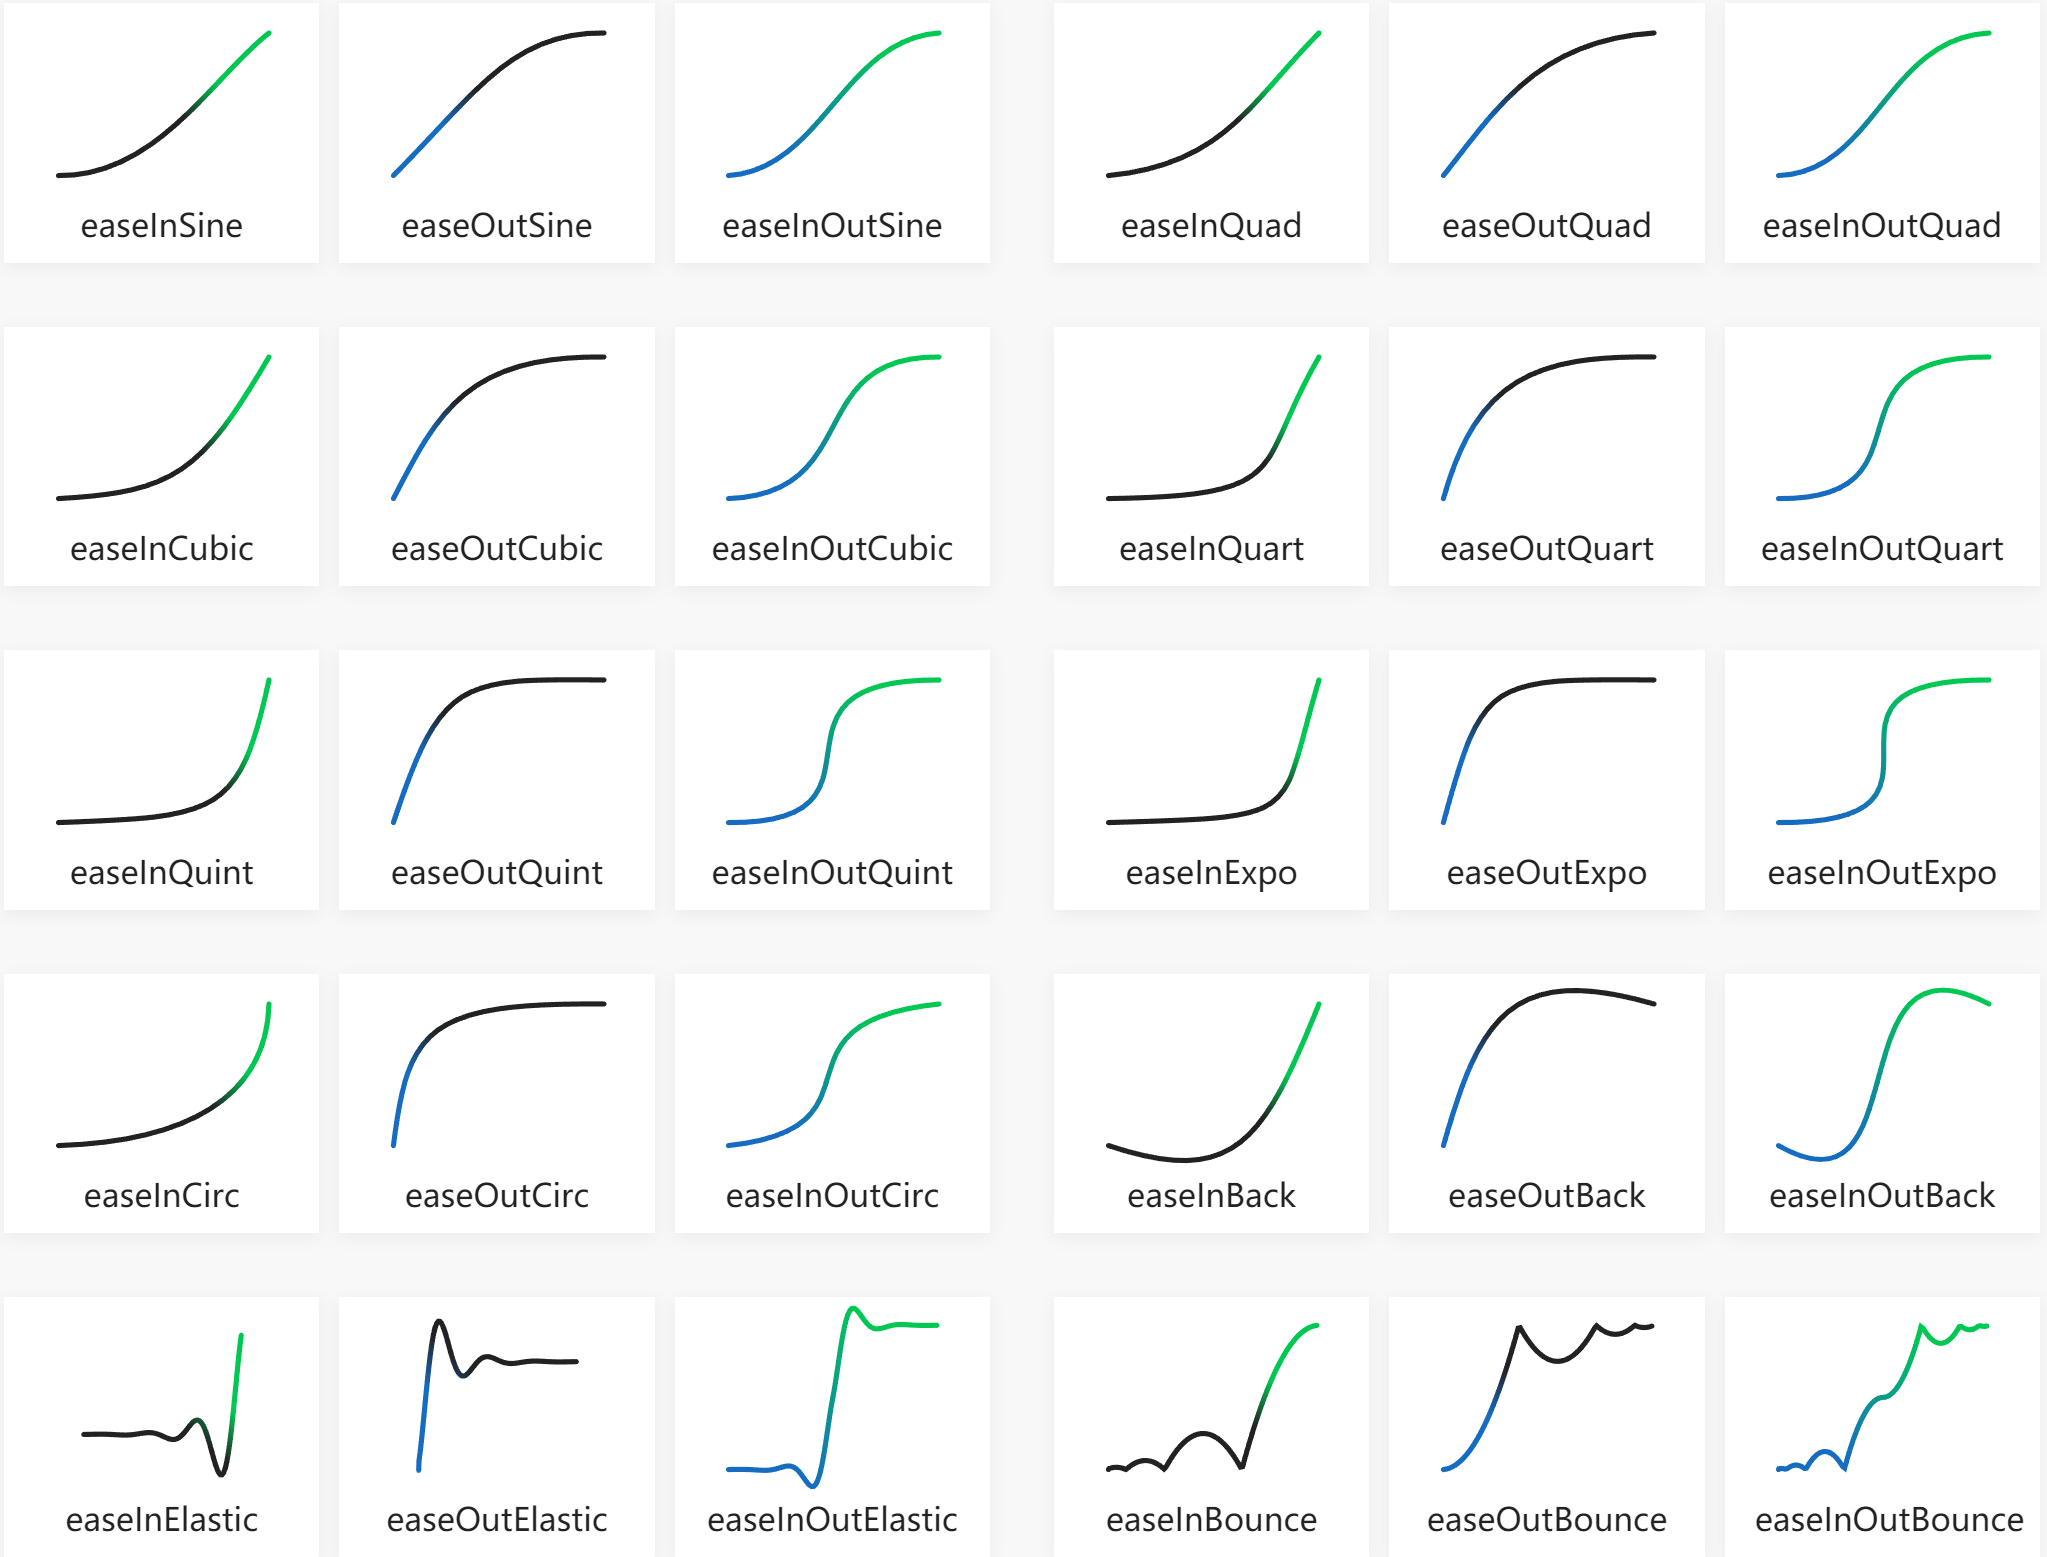 easeInSine
easeOutSine
easeInOutSine
easeInQuad
easeOutQuad
easeInOutQuad
easeInCubic
easeOutCubic
easeInOutCubic
easeInQuart
easeOutQuart
easeInOutQuart
easeInQuint
easeOutQuint
easeInOutQuint
easeInExpo
easeOutExpo
easeInOutExpo
easeInCirc
easeOutCirc
easeInOutCirc
easeInBack
easeOutBack
easeInOutBack
easeInElastic
easeOutElastic
easeInOutElastic
easeInBounce
easeOutBounce
easeInOutBounce